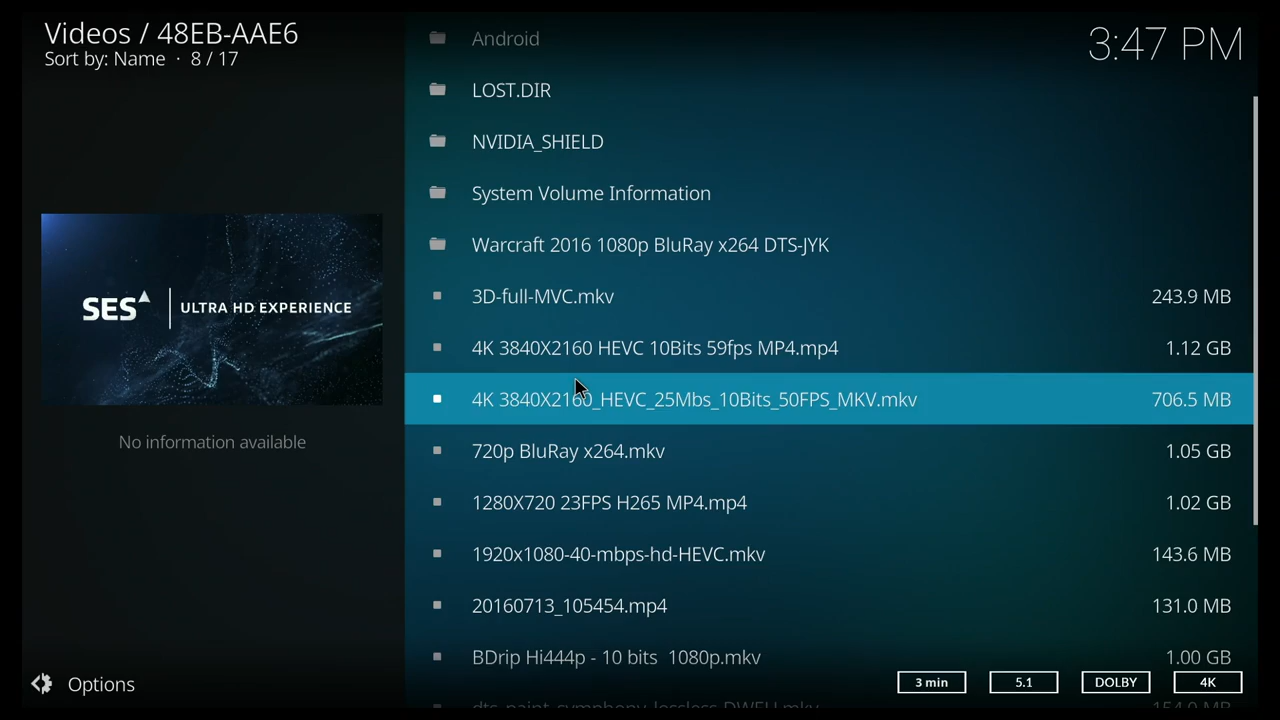 Videos / 48EB-AAE6
Sort by: Name · 8 / 17
3:47 PM
Android
LOST.DIR
NVIDIA_SHIELD
System Volume Information
Warcraft 2016 1080p BluRay x264 DTS-JYK
3D-full-MVC.mkv 243.9 MB
4K 3840X2160 HEVC 10Bits 59fps MP4.mp4 1.12 GB
4K 3840X2160_HEVC_25Mbs_10Bits_50FPS_MKV.mkv 706.5 MB
720p BluRay x264.mkv 1.05 GB
1280X720 23FPS H265 MP4.mp4 1.02 GB
1920x1080-40-mbps-hd-HEVC.mkv 143.6 MB
20160713_105454.mp4 131.0 MB
BDrip Hi444p - 10 bits  1080p.mkv 1.00 GB
SES ULTRA HD EXPERIENCE
No information available
Options
3 min 5.1 DOLBY 4K